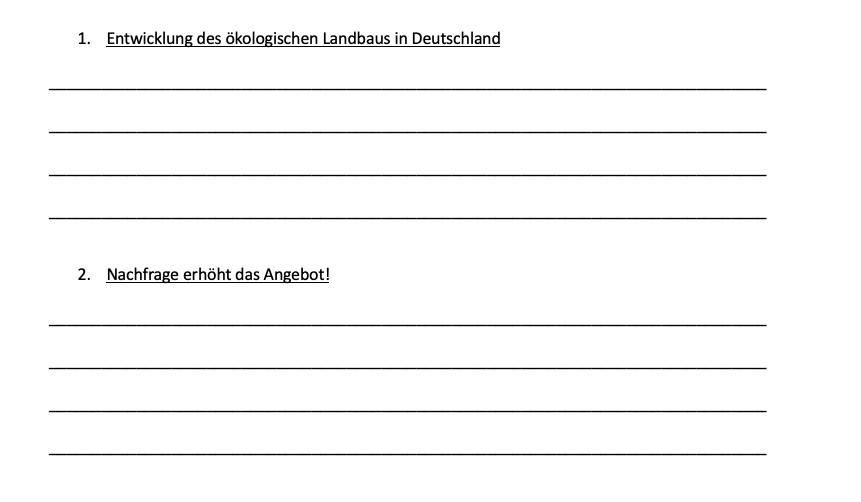 1. Entwicklung des ökologischen Landbaus in Deutschland
2. Nachfrage erhöht das Angebot!